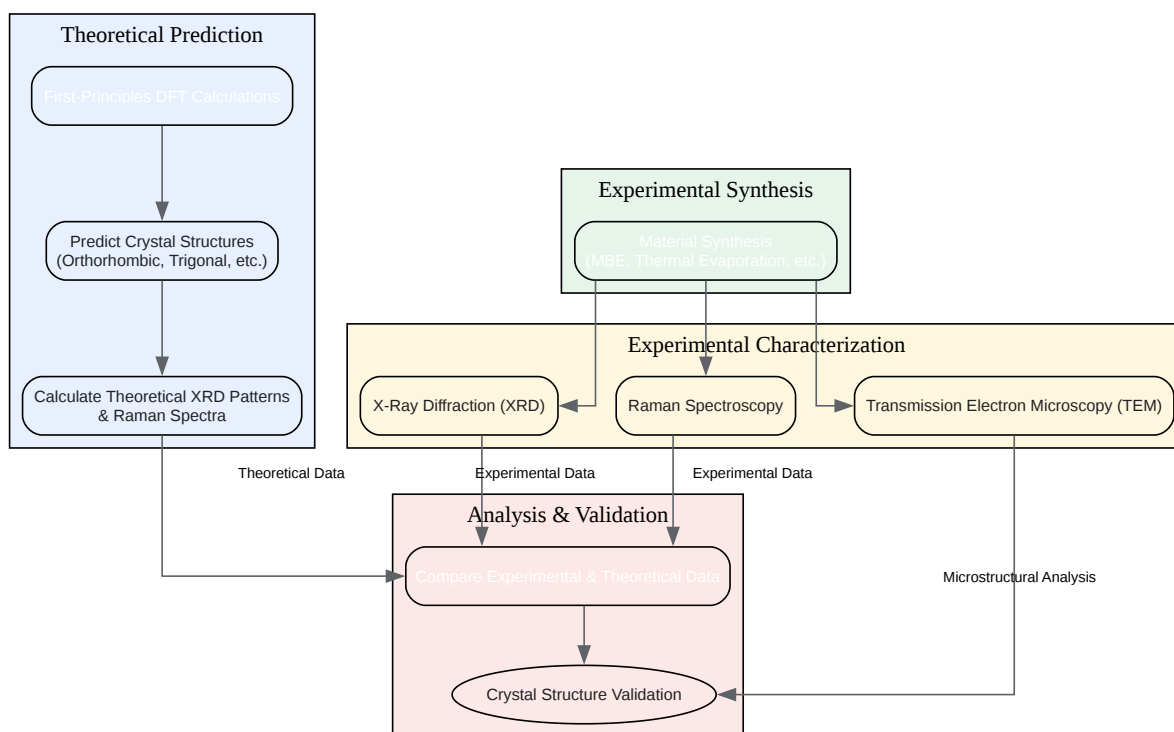 Theoretical Prediction
First-Principles DFT Calculations
Predict Crystal Structures
(Orthorhombic, Trigonal, etc.)
Calculate Theoretical XRD Patterns
& Raman Spectra
Experimental Synthesis
Material Synthesis
(MBE, Thermal Evaporation, etc.)
Experimental Characterization
X-Ray Diffraction (XRD)
Raman Spectroscopy
Transmission Electron Microscopy (TEM)
Theoretical Data
Experimental Data
Experimental Data
Analysis & Validation
Compare Experimental & Theoretical Data
Microstructural Analysis
Crystal Structure Validation